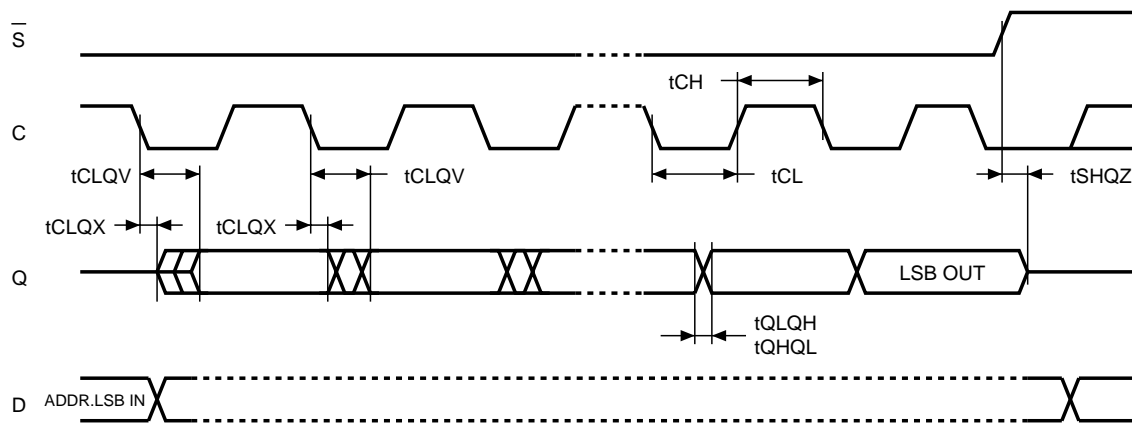 S
tCH
C
tCLQV
tCLQV
tCL
tSHQZ
tCLQX
tCLQX
Q
LSB OUT
tQLQH
tQHQL
D
ADDR.LSB IN